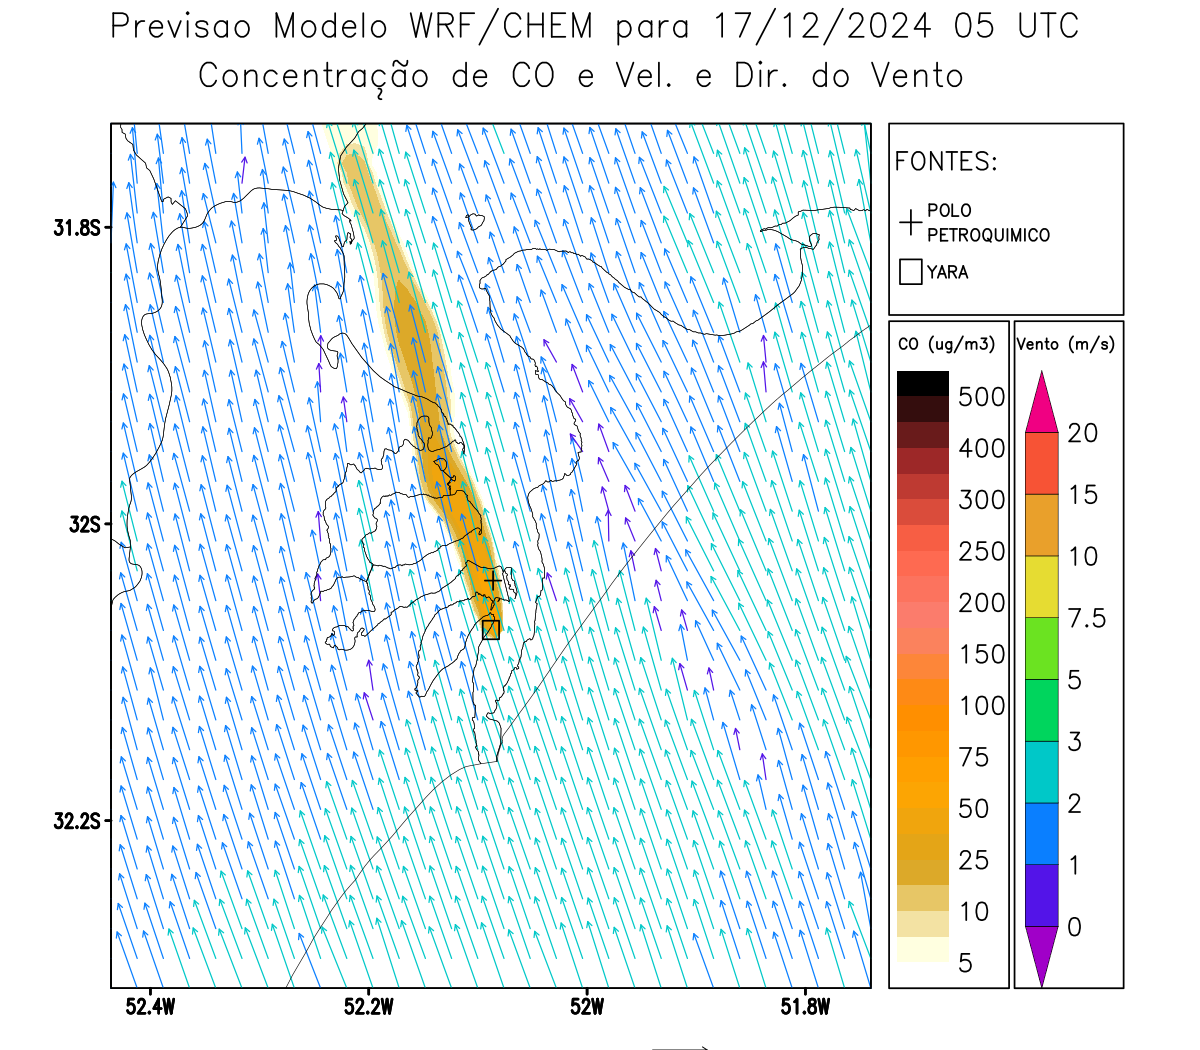 Previsao Modelo WRF/CHEM para 17/12/2024 05 UTC
Concentração de CO e Vel. e Dir. do Vento
FONTES:
POLO
PETROQUIMICO
YARA
31.8S
32S
32.2S
52.4W
52.2W
52W
51.8W
CO (ug/m3)
500
400
300
250
200
150
100
75
50
25
10
5
Vento (m/s)
20
15
10
7.5
5
3
2
1
0